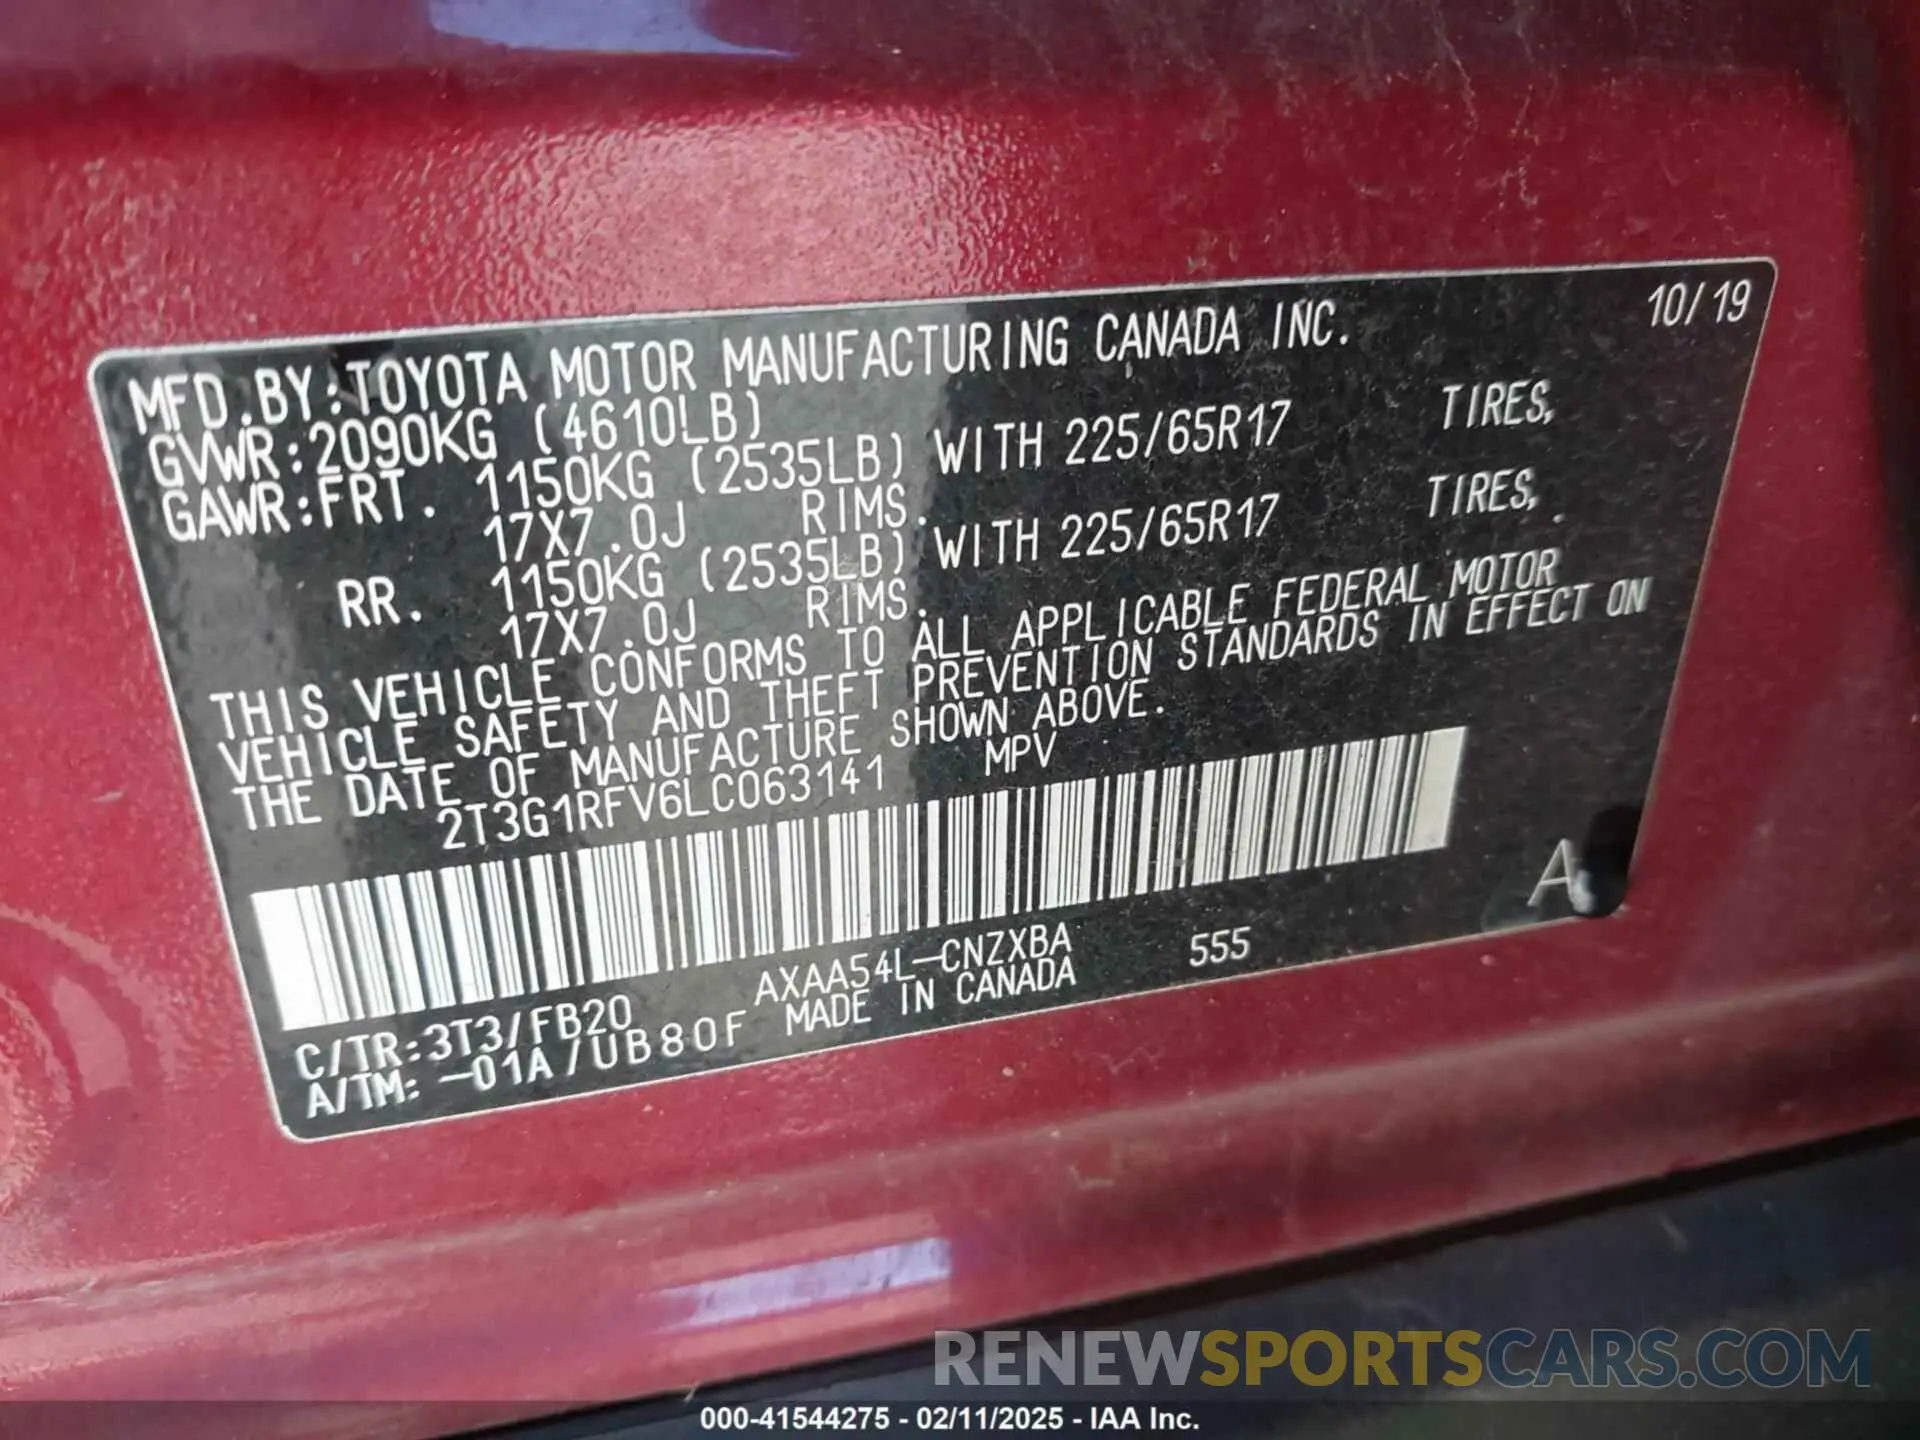 10/19
MFD.BY:TOYOTA MOTOR MANUFACTURING CANADA INC.
GVWR:2090KG (4610LB)
GAWR:FRT. 1150KG (2535LB) WITH 225/65R17 TIRES,
17X7.0J RIMS.
RR. 1150KG (2535LB) WITH 225/65R17 TIRES,
17X7.0J RIMS.
THIS VEHICLE CONFORMS TO ALL APPLICABLE FEDERAL MOTOR
VEHICLE SAFETY AND THEFT PREVENTION STANDARDS IN EFFECT ON
THE DATE OF MANUFACTURE SHOWN ABOVE.
2T3G1RFV6LC063141 MPV
A
C/TR:3T3/FB20 AXAA54L-CNZXBA 555
A/TM:-01A/UB80F MADE IN CANADA
RENEWSPORTSCARS.COM
000-41544275 - 02/11/2025 - IAA Inc.